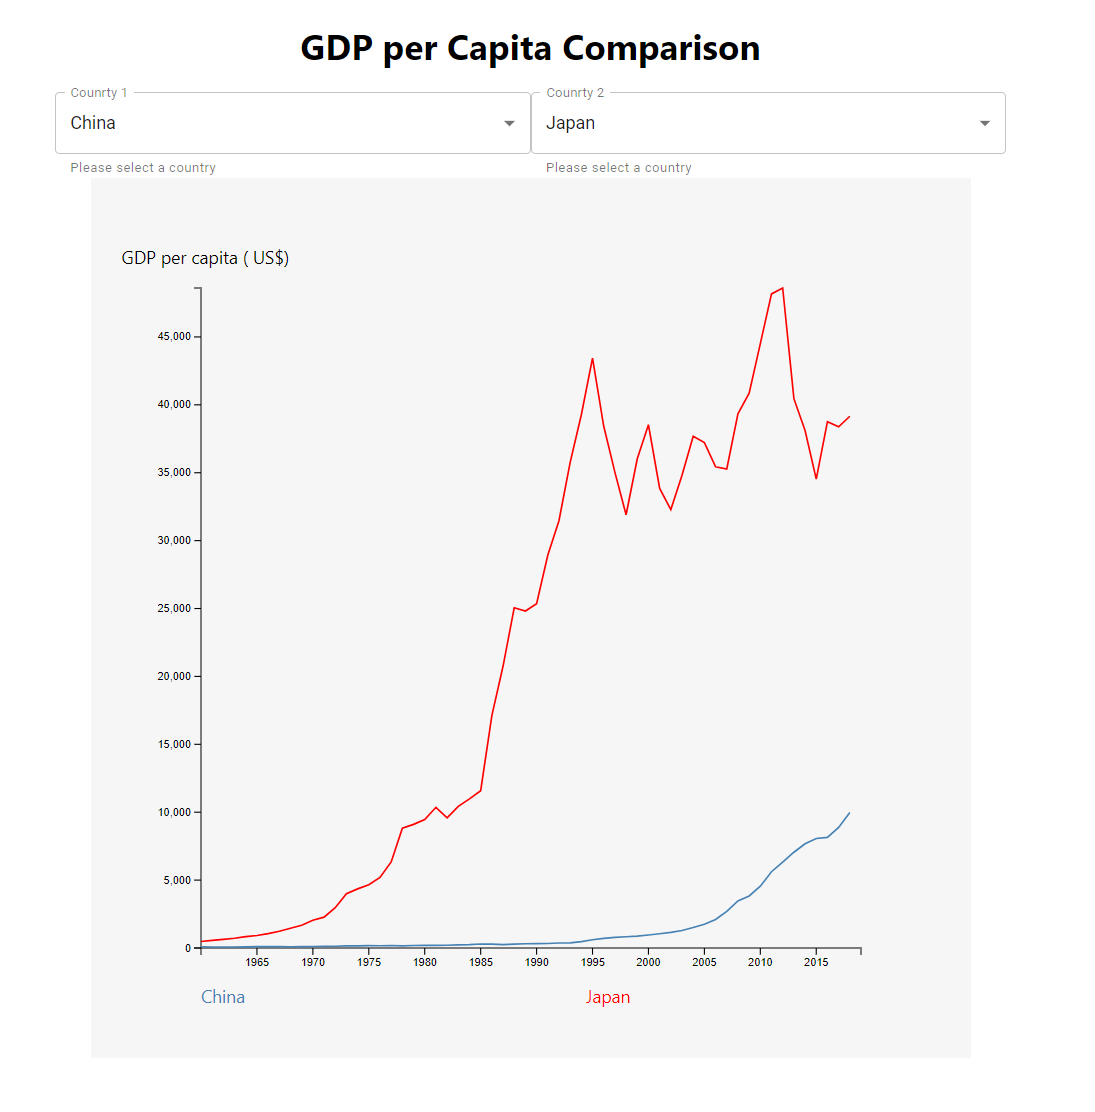 GDP per Capita Comparison
Counrty 1
Counrty 2
China
Japan
Please select a country
Please select a country
GDP per capita ( US$)
45,000
40,000
35,000
30,000
25,000
20,000
15,000
10,000
5,000
0
1965 1970 1975 1980 1985 1990 1995 2000 2005 2010 2015
China
Japan